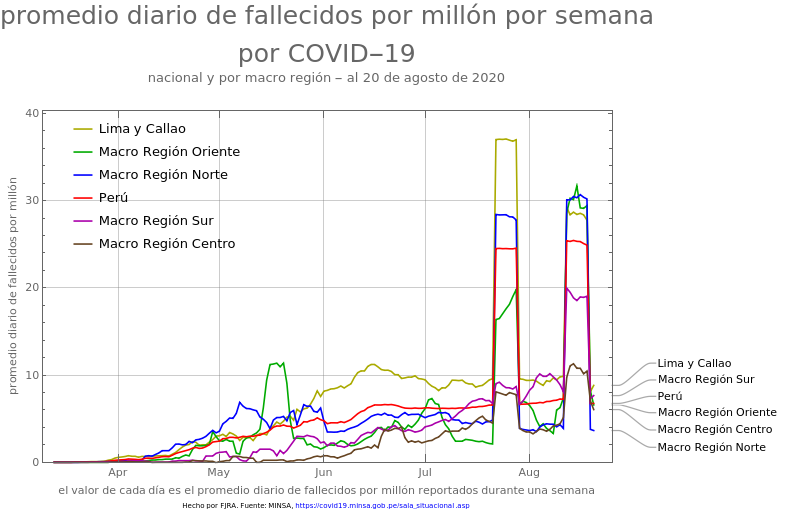 promedio diario de fallecidos por millón por semana
por COVID−19
nacional y por macro región − al 20 de agosto de 2020
promedio diario de fallecidos por millón
40
30
20
10
0
Lima y Callao
Macro Región Oriente
Macro Región Norte
Perú
Macro Región Sur
Macro Región Centro
Lima y Callao
Macro Región Sur
Perú
Macro Región Oriente
Macro Región Centro
Macro Región Norte
Apr May Jun Jul Aug
el valor de cada día es el promedio diario de fallecidos por millón reportados durante una semana
Hecho por FJRA. Fuente: MINSA, https://covid19.minsa.gob.pe/sala_situacional.asp